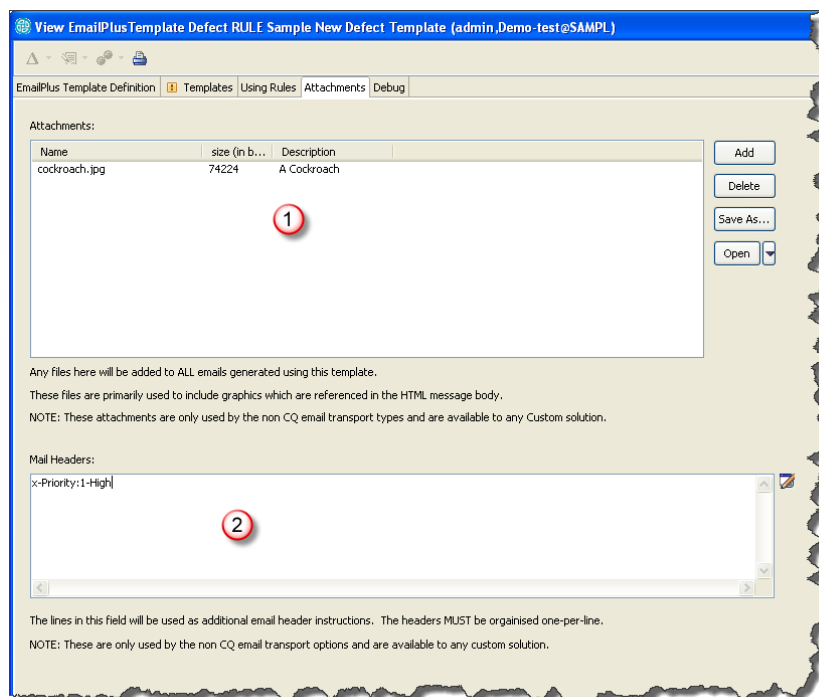 View EmailPlusTemplate Defect RULE Sample New Defect Template (admin,Demo-test@SAMPL)
EmailPlus Template Definition Templates Using Rules Attachments Debug
Attachments:
Name size (in b... Description
cockroach.jpg 74224 A Cockroach
Add
Delete
Save As...
Open
1
Any files here will be added to ALL emails generated using this template.
These files are primarily used to include graphics which are referenced in the HTML message body.
NOTE: These attachments are only used by the non CQ email transport types and are available to any Custom solution.
Mail Headers:
x-Priority:1-High
2
The lines in this field will be used as additional email header instructions. The headers MUST be orgainised one-per-line.
NOTE: These are only used by the non CQ email transport options and are available to any custom solution.